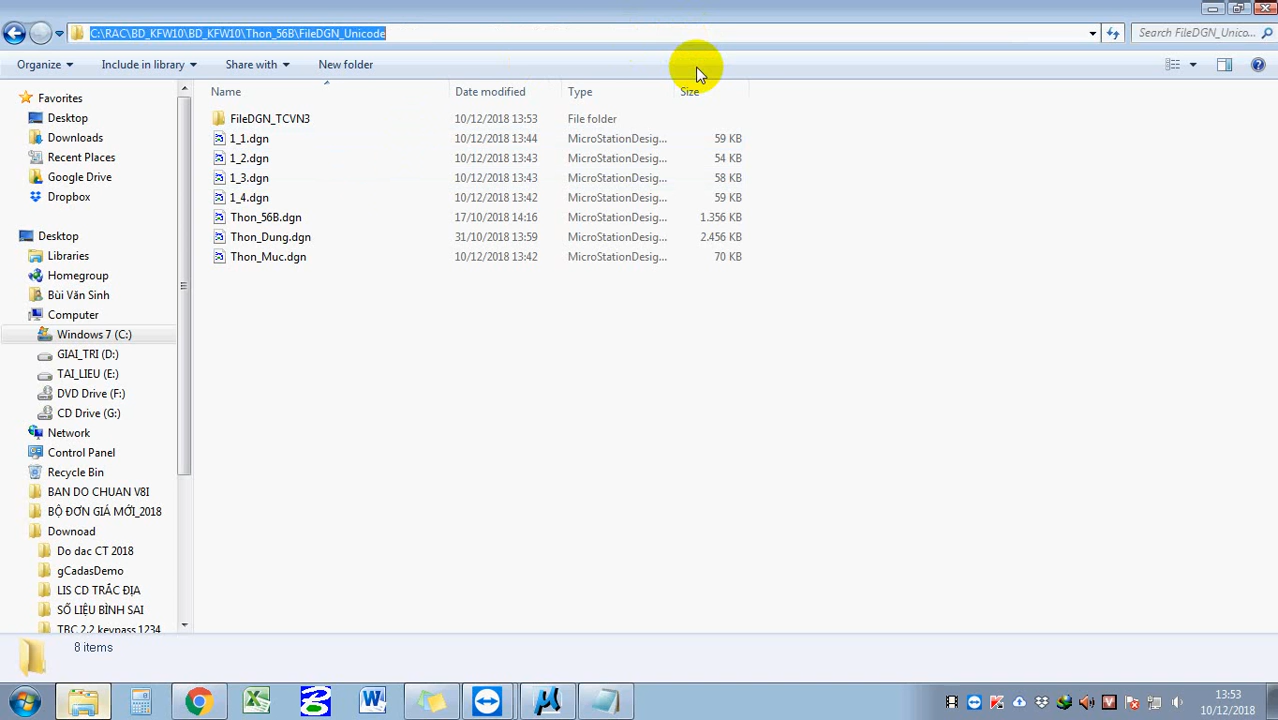 C:\RAC\BD_KFW10\BD_KFW10\Thon_56B\FileDGN_Unicode
Search FileDGN_Unico...
Organize
Include in library
Share with
New folder
Name
Date modified
Type
Size
FileDGN_TCVN3 10/12/2018 13:53 File folder
1_1.dgn 10/12/2018 13:44 MicroStationDesig... 59 KB
1_2.dgn 10/12/2018 13:43 MicroStationDesig... 54 KB
1_3.dgn 10/12/2018 13:43 MicroStationDesig... 58 KB
1_4.dgn 10/12/2018 13:42 MicroStationDesig... 59 KB
Thon_56B.dgn 17/10/2018 14:16 MicroStationDesig... 1.356 KB
Thon_Dung.dgn 31/10/2018 13:59 MicroStationDesig... 2.456 KB
Thon_Muc.dgn 10/12/2018 13:42 MicroStationDesig... 70 KB
Favorites
Desktop
Downloads
Recent Places
Google Drive
Dropbox
Desktop
Libraries
Homegroup
Bùi Văn Sinh
Computer
Windows 7 (C:)
GIAI_TRI (D:)
TAI_LIEU (E:)
DVD Drive (F:)
CD Drive (G:)
Network
Control Panel
Recycle Bin
BAN DO CHUAN V8I
BỘ ĐƠN GIÁ MỚI_2018
Downoad
Do dac CT 2018
gCadasDemo
LIS CD TRẮC ĐỊA
SỐ LIỆU BÌNH SAI
TBC 2.2 keypass 1234
8 items
13:53
10/12/2018